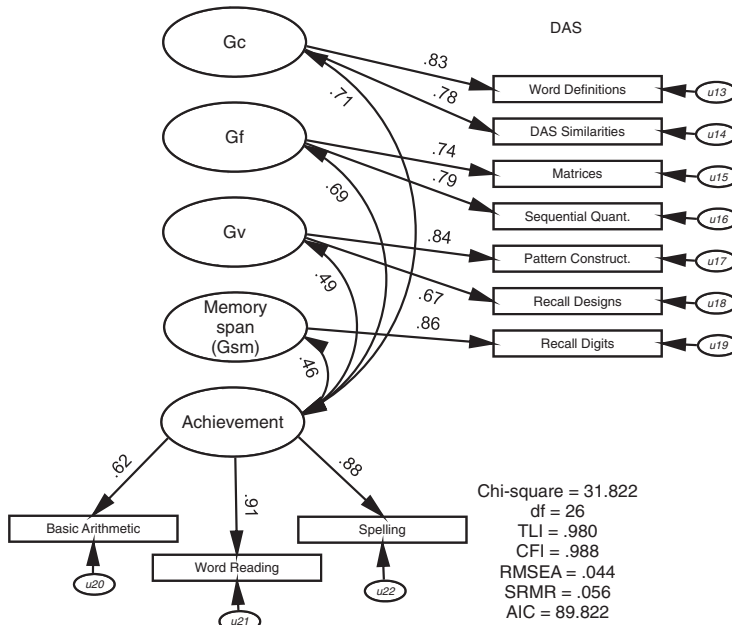 DAS
Gc
.83
.78
.71
Word Definitions
u13
DAS Similarities
u14
Gf
.74
.79
.69
Matrices
u15
Sequential Quant.
u16
Gv
.84
.67
.49
Pattern Construct.
u17
Recall Designs
u18
Memory
span
(Gsm)
.86
.46
Recall Digits
u19
Achievement
.62
.91
.88
Basic Arithmetic
u20
Word Reading
u21
Spelling
u22
Chi-square = 31.822
df = 26
TLI = .980
CFI = .988
RMSEA = .044
SRMR = .056
AIC = 89.822